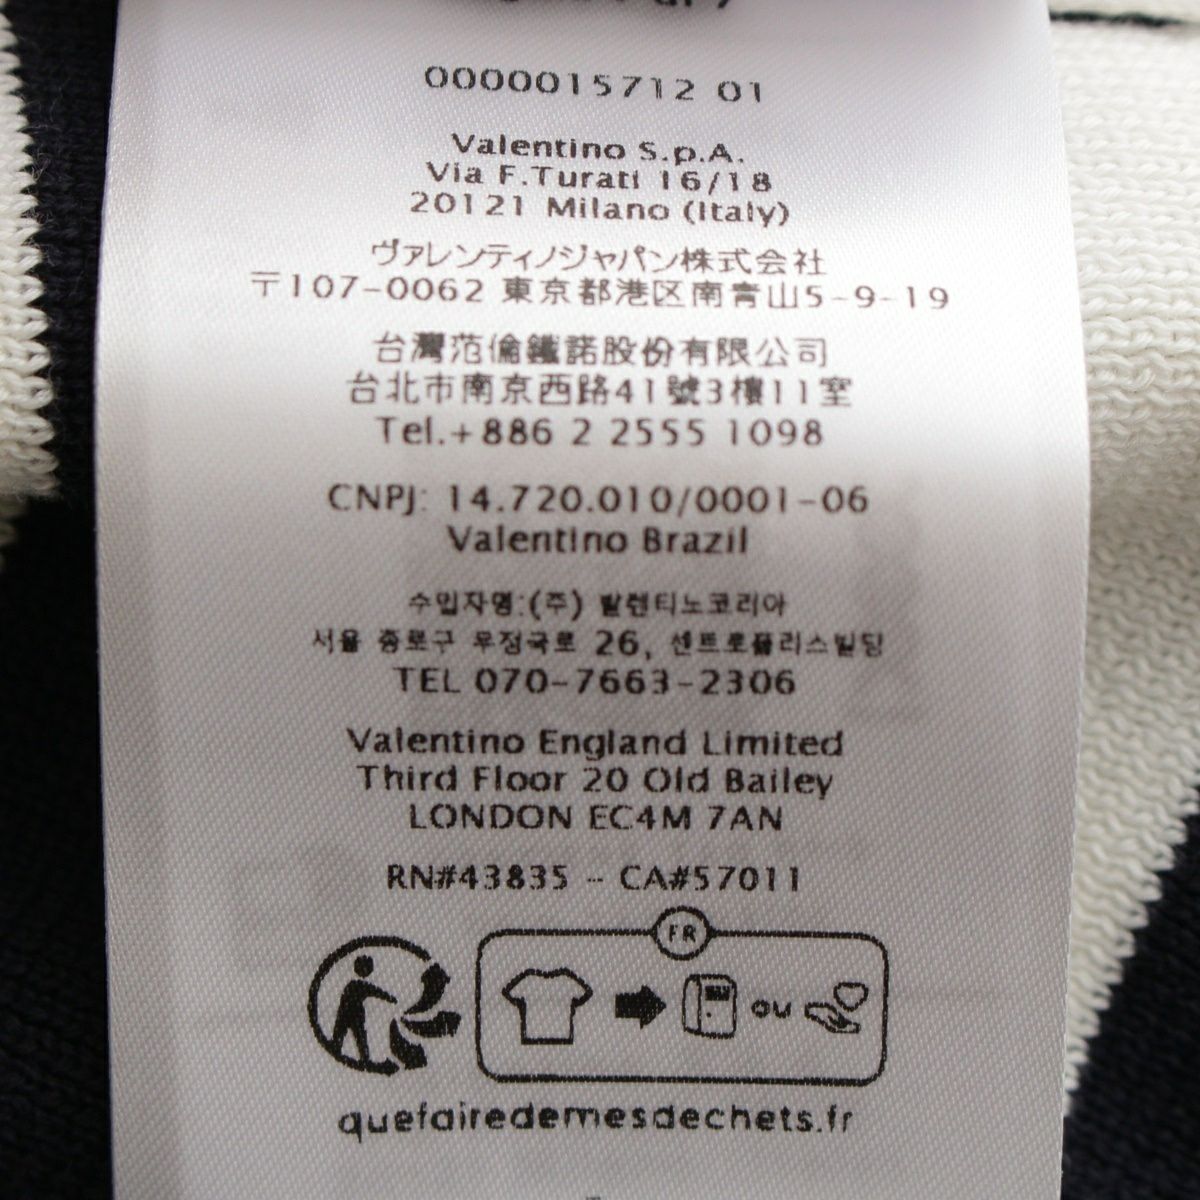 0000015712 01
Valentino S.p.A.
Via F.Turati 16/18
20121 Milano (Italy)
ヴァレンティノジャパン株式会社
〒107-0062 東京都港区南青山5-9-19
台灣范倫鐵諾股份有限公司
台北市南京西路41號3樓11室
Tel.+886 2 2555 1098
CNPJ: 14.720.010/0001-06
Valentino Brazil
수입자명:(주) 발렌티노코리아
서울 종로구 우정국로 26, 센트로폴리스빌딩
TEL 070-7663-2306
Valentino England Limited
Third Floor 20 Old Bailey
LONDON EC4M 7AN
RN#43835 - CA#57011
FR
ou
quefairedemesdechets.fr